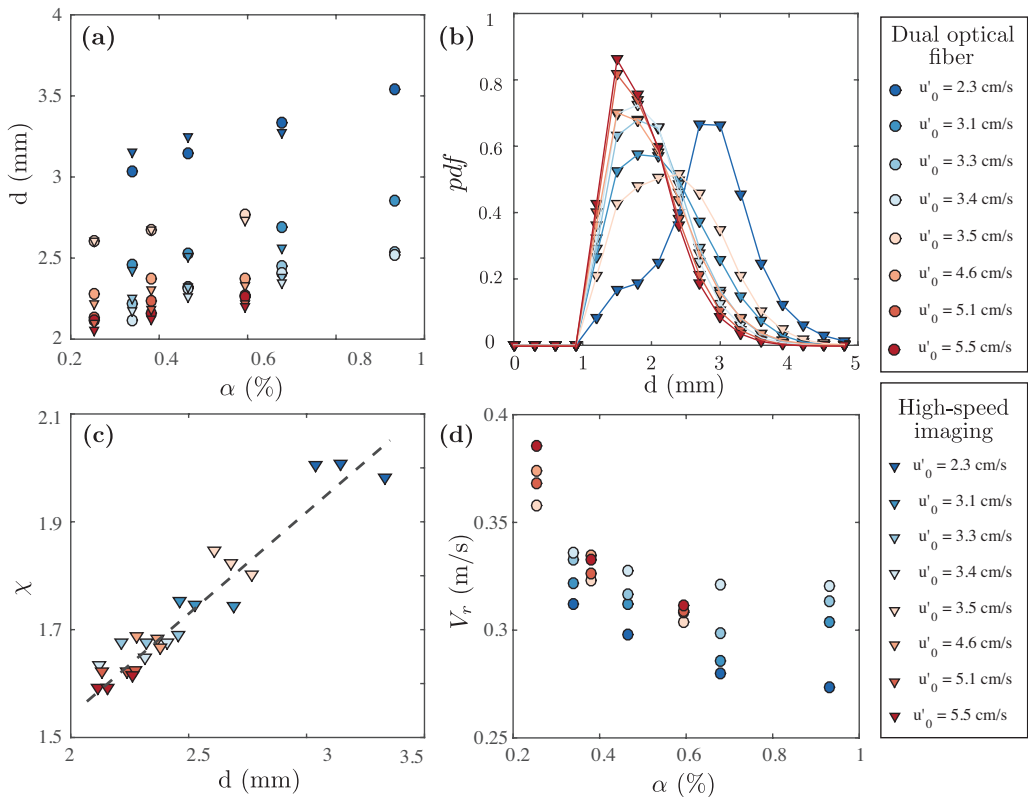 (a)
4
3.5
3
2.5
2
d (mm)
0.2
0.4
0.6
0.8
1
α (%)
(b)
1
0.8
0.6
0.4
0.2
0
pdf
0
1
2
3
4
5
d (mm)
Dual optical
fiber
u'0 = 2.3 cm/s
u'0 = 3.1 cm/s
u'0 = 3.3 cm/s
u'0 = 3.4 cm/s
u'0 = 3.5 cm/s
u'0 = 4.6 cm/s
u'0 = 5.1 cm/s
u'0 = 5.5 cm/s
(c)
2.1
1.9
1.7
1.5
χ
2
2.5
3
3.5
d (mm)
(d)
0.4
0.35
0.3
0.25
Vr (m/s)
0.2
0.4
0.6
0.8
1
α (%)
High-speed
imaging
u'0 = 2.3 cm/s
u'0 = 3.1 cm/s
u'0 = 3.3 cm/s
u'0 = 3.4 cm/s
u'0 = 3.5 cm/s
u'0 = 4.6 cm/s
u'0 = 5.1 cm/s
u'0 = 5.5 cm/s